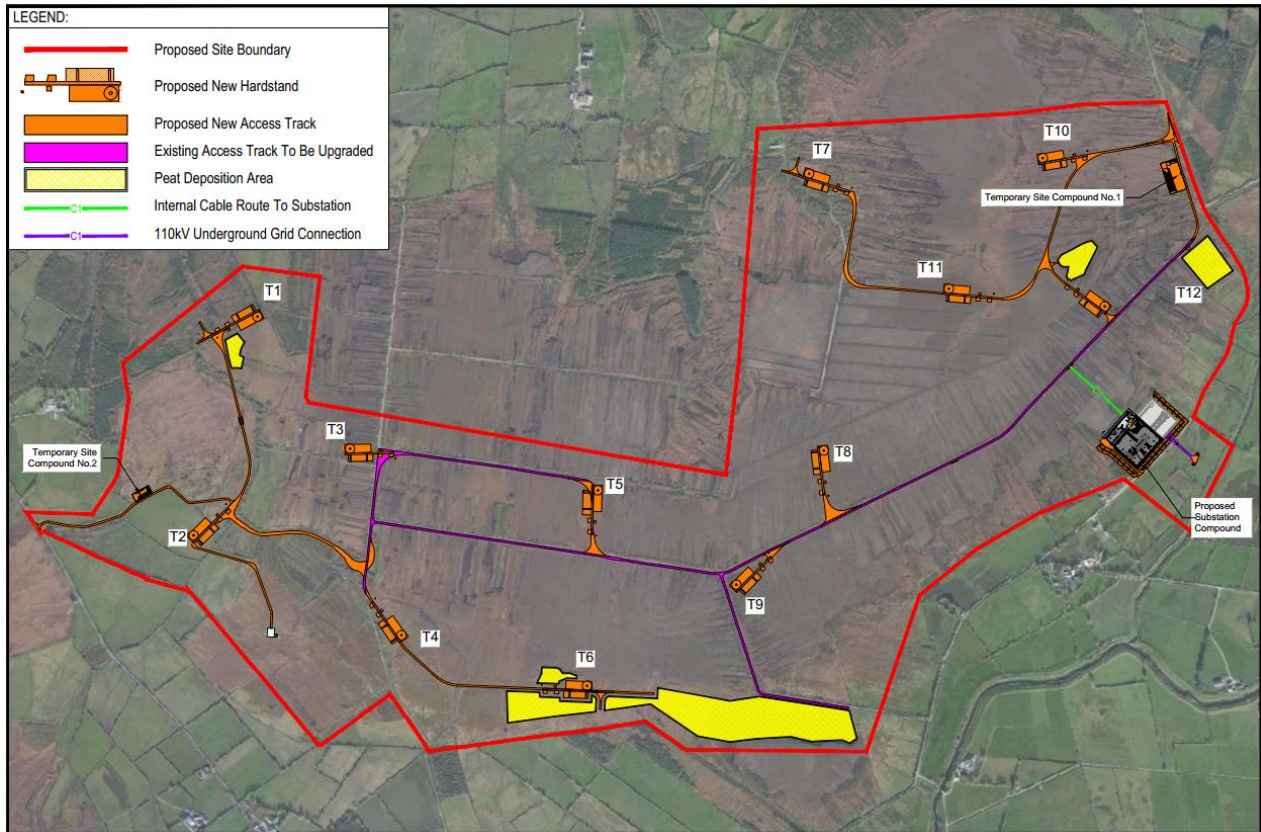 LEGEND:
Proposed Site Boundary
Proposed New Hardstand
Proposed New Access Track
Existing Access Track To Be Upgraded
Peat Deposition Area
C1
Internal Cable Route To Substation
C1
110kV Underground Grid Connection
T10
T7
Temporary Site Compound No.1
T11
T12
T1
T3
T8
Temporary Site
Compound No.2
T5
T2
Proposed
Substation
Compound
T9
T4
T6